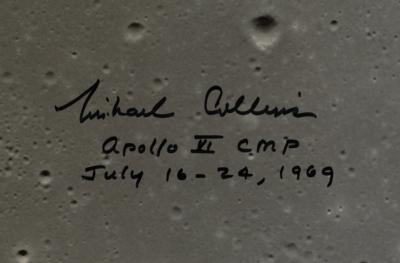 Michael Collins
Apollo XI CMP
July 16-24, 1969